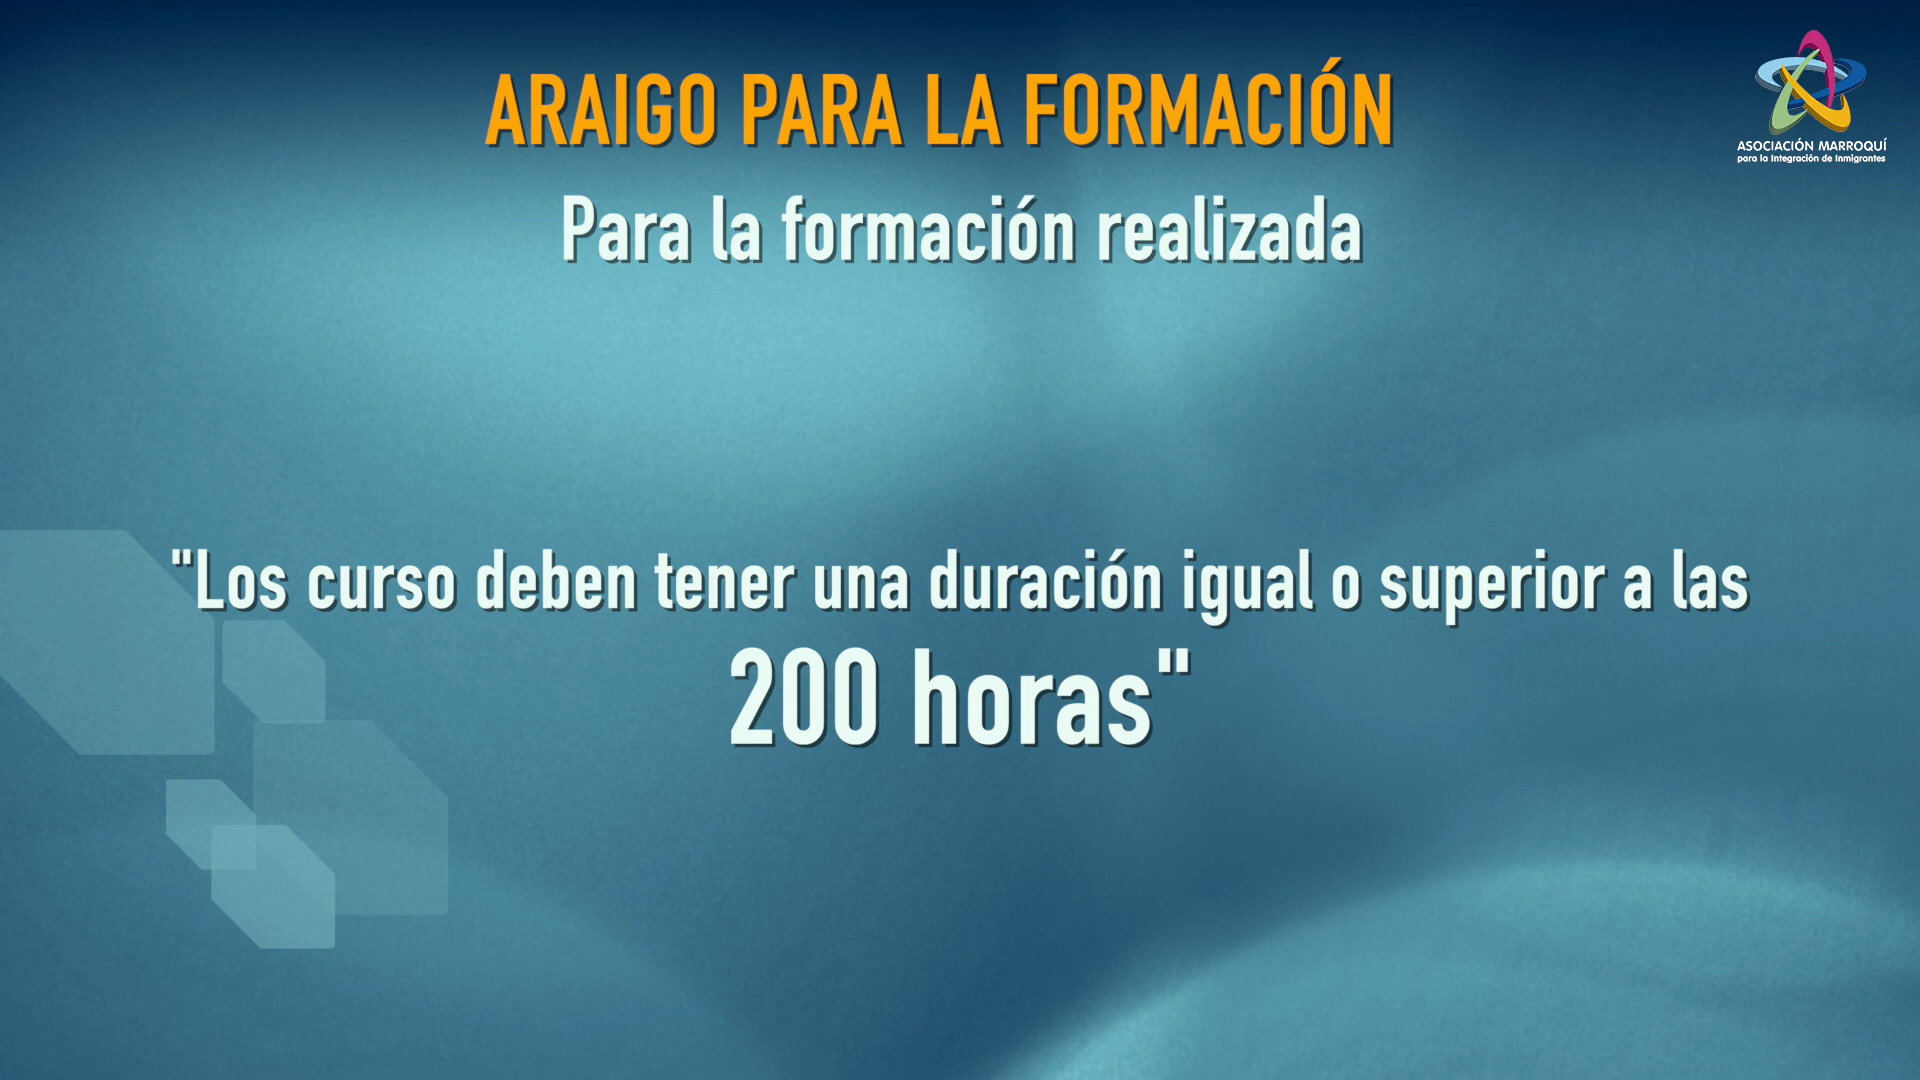 ARAIGO PARA LA FORMACIÓN
ASOCIACIÓN MARROQUÍ
para la Integración de Inmigrantes
Para la formación realizada
"Los curso deben tener una duración igual o superior a las
200 horas"